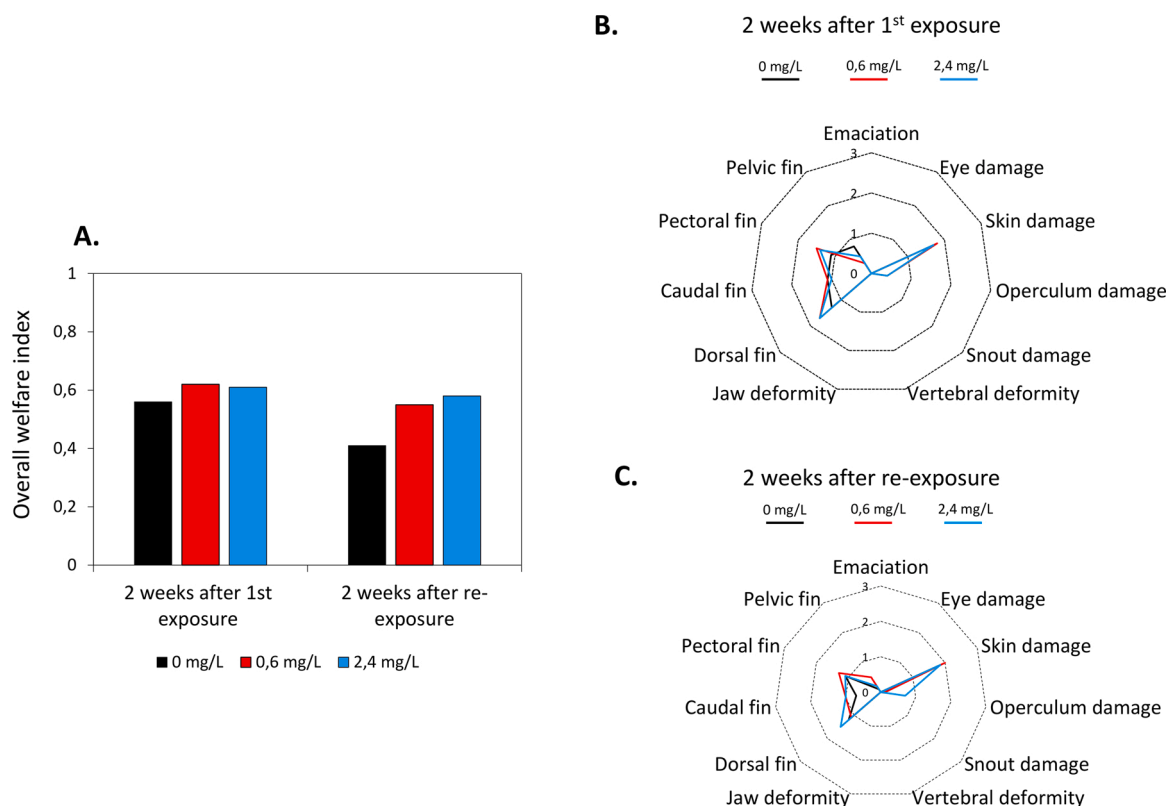 A.
Overall welfare index
1
0,8
0,6
0,4
0,2
0
2 weeks after 1st
exposure
2 weeks after re-
exposure
0 mg/L 0,6 mg/L 2,4 mg/L
B.
2 weeks after 1st exposure
0 mg/L 0,6 mg/L 2,4 mg/L
Emaciation
Eye damage
Skin damage
Operculum damage
Snout damage
Vertebral deformity
Jaw deformity
Dorsal fin
Caudal fin
Pectoral fin
Pelvic fin
3
2
1
0
C.
2 weeks after re-exposure
0 mg/L 0,6 mg/L 2,4 mg/L
Emaciation
Eye damage
Skin damage
Operculum damage
Snout damage
Vertebral deformity
Jaw deformity
Dorsal fin
Caudal fin
Pectoral fin
Pelvic fin
3
2
1
0